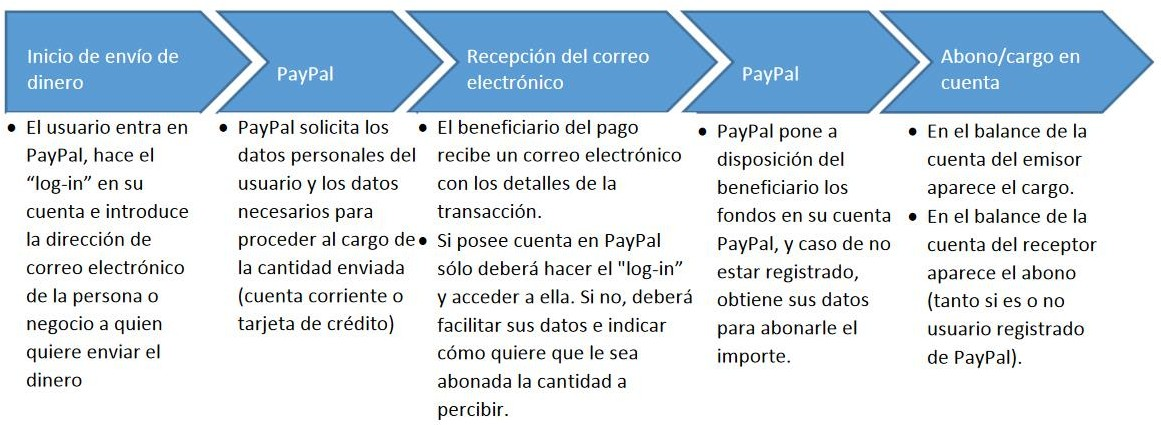 Inicio de envío de
dinero
PayPal
Recepción del correo
electrónico
PayPal
Abono/cargo en
cuenta
• El usuario entra en
PayPal, hace el
“log-in” en su
cuenta e introduce
la dirección de
correo electrónico
de la persona o
negocio a quien
quiere enviar el
dinero
• PayPal solicita los
datos personales del
usuario y los datos
necesarios para
proceder al cargo de
la cantidad enviada
(cuenta corriente o
tarjeta de crédito)
• El beneficiario del pago
recibe un correo electrónico
con los detalles de la
transacción.
• Si posee cuenta en PayPal
sólo deberá hacer el "log-in”
y acceder a ella. Si no, deberá
facilitar sus datos e indicar
cómo quiere que le sea
abonada la cantidad a
percibir.
• PayPal pone a
disposición del
beneficiario los
fondos en su cuenta
PayPal, y caso de no
estar registrado,
obtiene sus datos
para abonarle el
importe.
• En el balance de la
cuenta del emisor
aparece el cargo.
• En el balance de la
cuenta del receptor
aparece el abono
(tanto si es o no
usuario registrado
de PayPal).